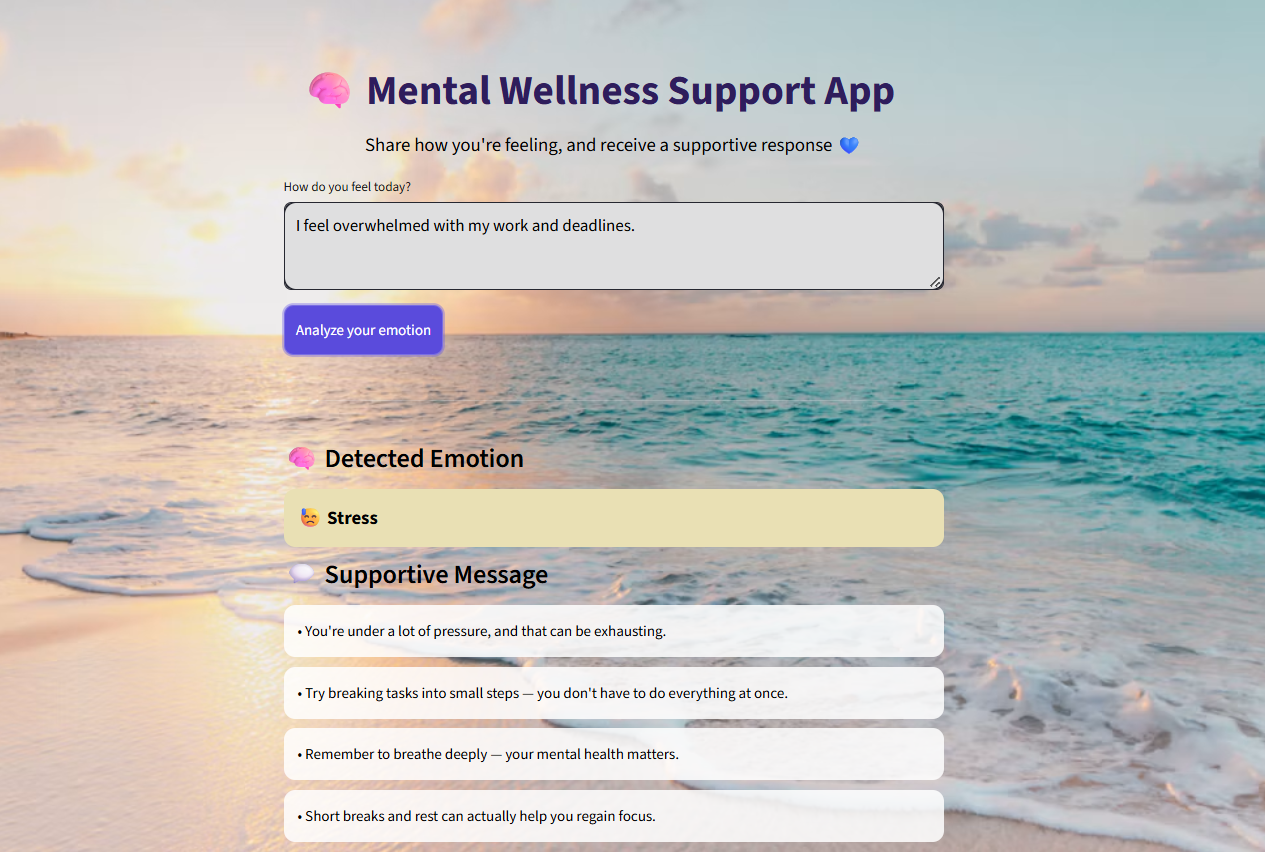 🧠 Mental Wellness Support App
Share how you're feeling, and receive a supportive response 💙
How do you feel today?
I feel overwhelmed with my work and deadlines.
Analyze your emotion
🧠 Detected Emotion
😓 Stress
💬 Supportive Message
• You're under a lot of pressure, and that can be exhausting.
• Try breaking tasks into small steps — you don't have to do everything at once.
• Remember to breathe deeply — your mental health matters.
• Short breaks and rest can actually help you regain focus.